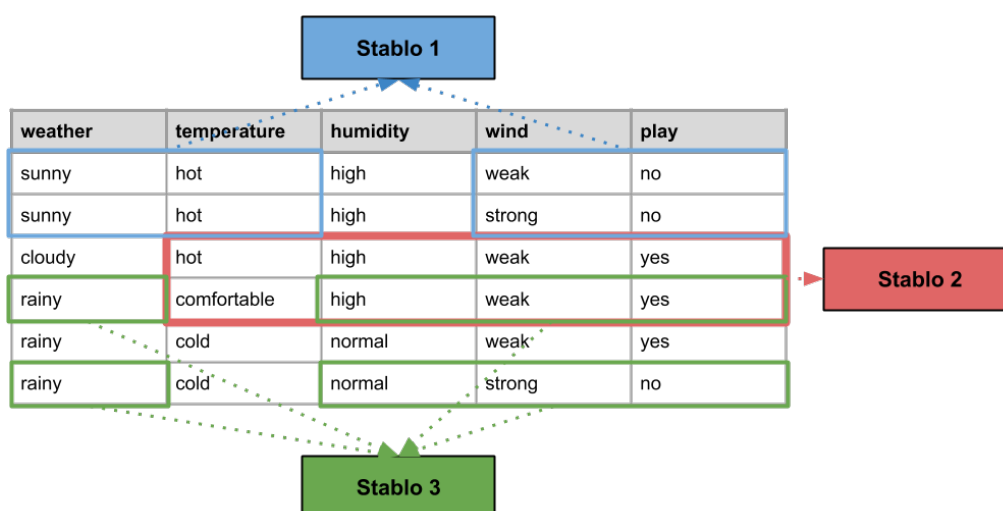 Stablo 1
weather temperature humidity wind play
sunny hot high weak no
sunny hot high strong no
cloudy hot high weak yes
Stablo 2
rainy comfortable high weak yes
rainy cold normal weak yes
rainy cold normal strong no
Stablo 3